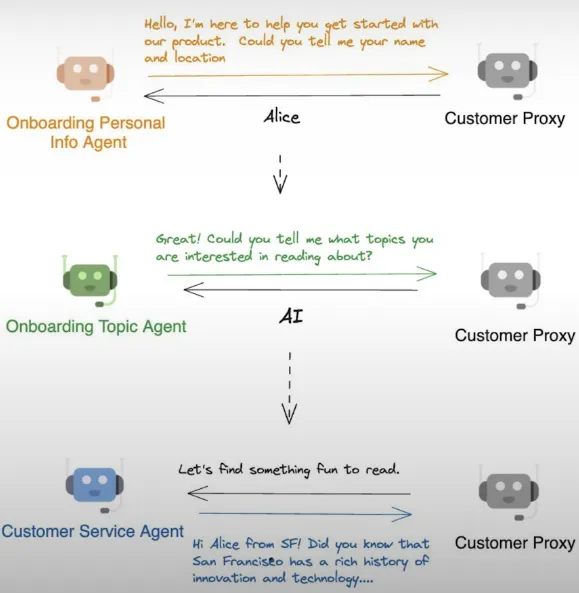 Hello, I'm here to help you get started with
our product. Could you tell me your name
and location
Onboarding Personal
Info Agent
Alice
Customer Proxy
Great! Could you tell me what topics you
are interested in reading about?
Onboarding Topic Agent
AI
Customer Proxy
Let's find something fun to read.
Customer Service Agent
Customer Proxy
Hi Alice from SF! Did you know that
San Francisco has a rich history of
innovation and technology....